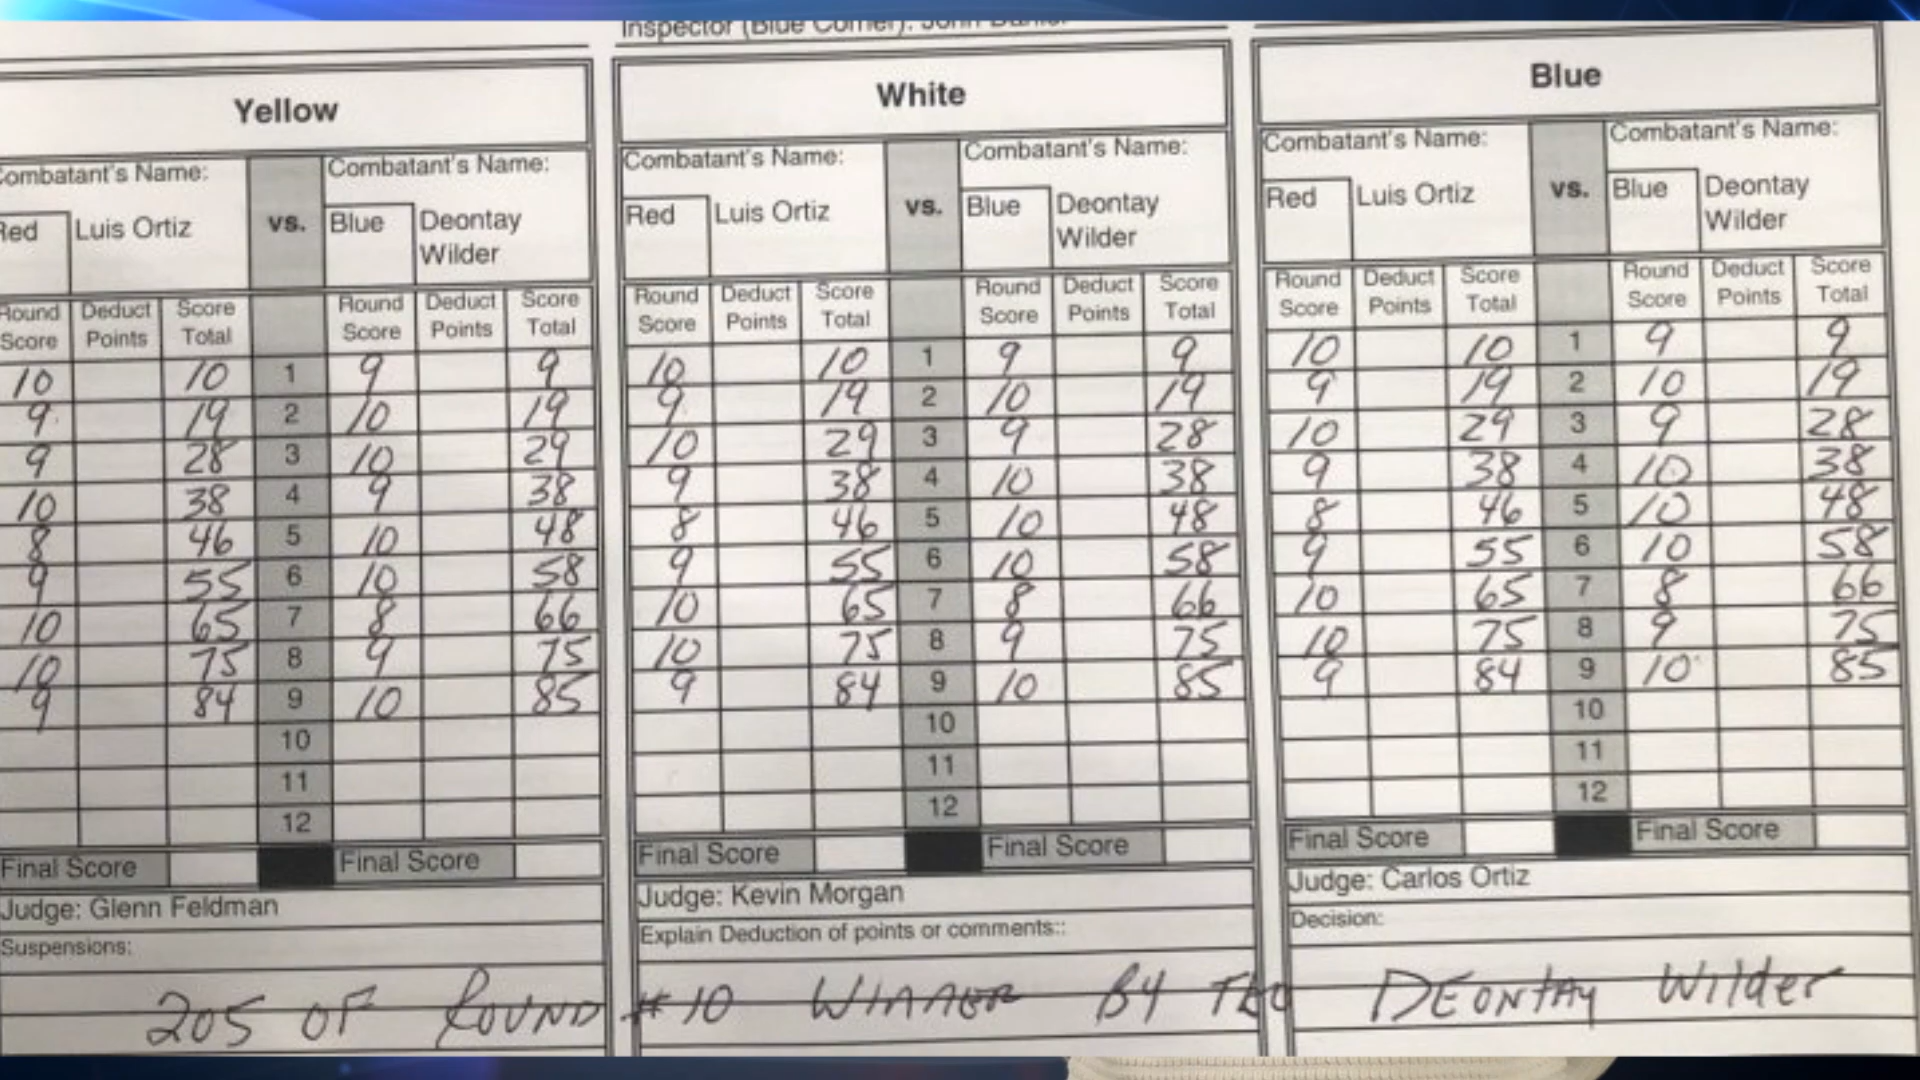 Inspector (Blue Corner): John Daniel
Yellow
Combatant's Name:
vs.
Combatant's Name:
Red
Luis Ortiz
Blue
Deontay
Wilder
Round Score
Deduct Points
Score Total
Round Score
Deduct Points
Score Total
10 10 1 9 9
9 19 2 10 19
9 28 3 10 29
10 38 4 9 38
8 46 5 10 48
9 55 6 10 58
10 65 7 8 66
10 75 8 9 75
9 84 9 10 85
10
11
12
Final Score
Final Score
Judge: Glenn Feldman
Suspensions:
White
Combatant's Name:
vs.
Combatant's Name:
Red
Luis Ortiz
Blue
Deontay
Wilder
Round Score
Deduct Points
Score Total
Round Score
Deduct Points
Score Total
10 10 1 9 9
9 19 2 10 19
10 29 3 9 28
9 38 4 10 38
8 46 5 10 48
9 55 6 10 58
10 65 7 8 66
10 75 8 9 75
9 84 9 10 85
10
11
12
Final Score
Final Score
Judge: Kevin Morgan
Explain Deduction of points or comments::
Blue
Combatant's Name:
vs.
Combatant's Name:
Red
Luis Ortiz
Blue
Deontay
Wilder
Round Score
Deduct Points
Score Total
Round Score
Deduct Points
Score Total
10 10 1 9 9
9 19 2 10 19
10 29 3 9 28
9 38 4 10 38
8 46 5 10 48
9 55 6 10 58
10 65 7 8 66
10 75 8 9 75
9 84 9 10 85
10
11
12
Final Score
Final Score
Judge: Carlos Ortiz
Decision:
205 OF ROUND #10 WINNER BY TKO DEONTAY Wilder